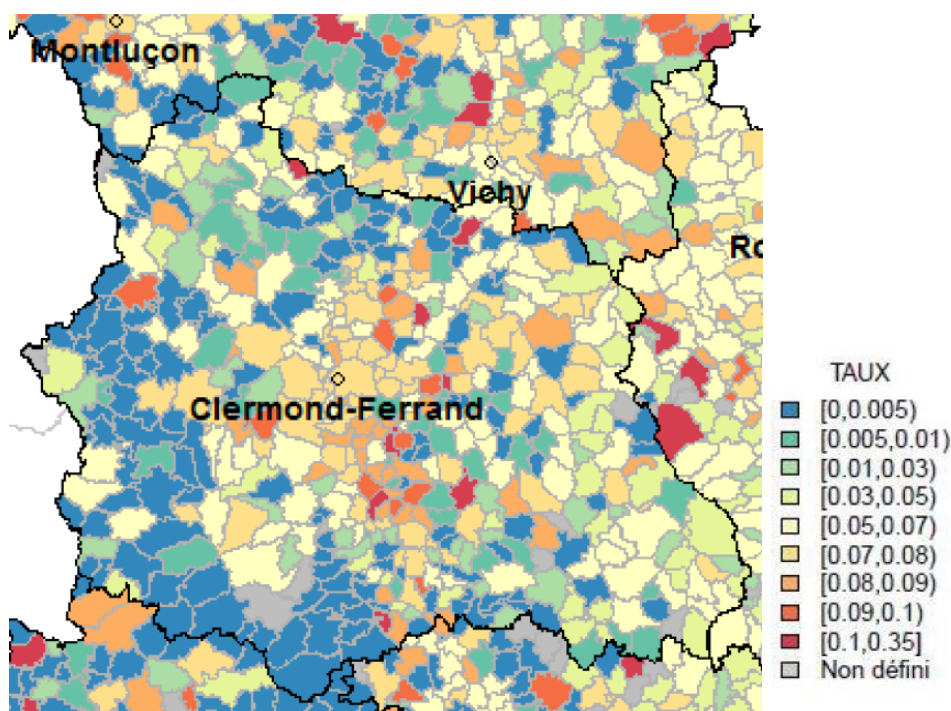 Montluçon
Vichy
Ro
Clermond-Ferrand
TAUX
[0,0.005)
[0.005,0.01)
[0.01,0.03)
[0.03,0.05)
[0.05,0.07)
[0.07,0.08)
[0.08,0.09)
[0.09,0.1)
[0.1,0.35]
Non défini